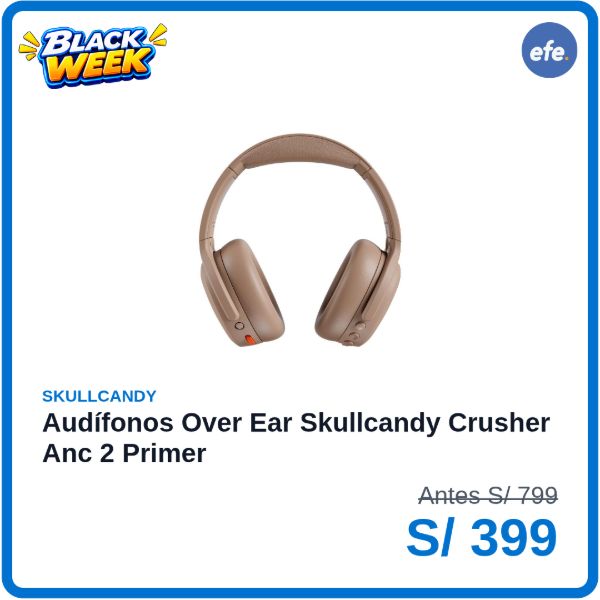 BLACK
WEEK
efe.
SKULLCANDY
Audífonos Over Ear Skullcandy Crusher
Anc 2 Primer
Antes S/ 799
S/ 399